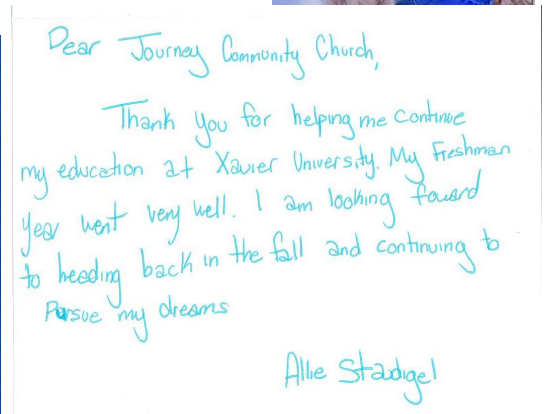 Dear Journey Community Church,
Thank you for helping me continue
my education at Xavier University. My Freshman
year went very well. I am looking foward
to heading back in the fall and continuing to
Pursue my dreams
Allie Staudigel